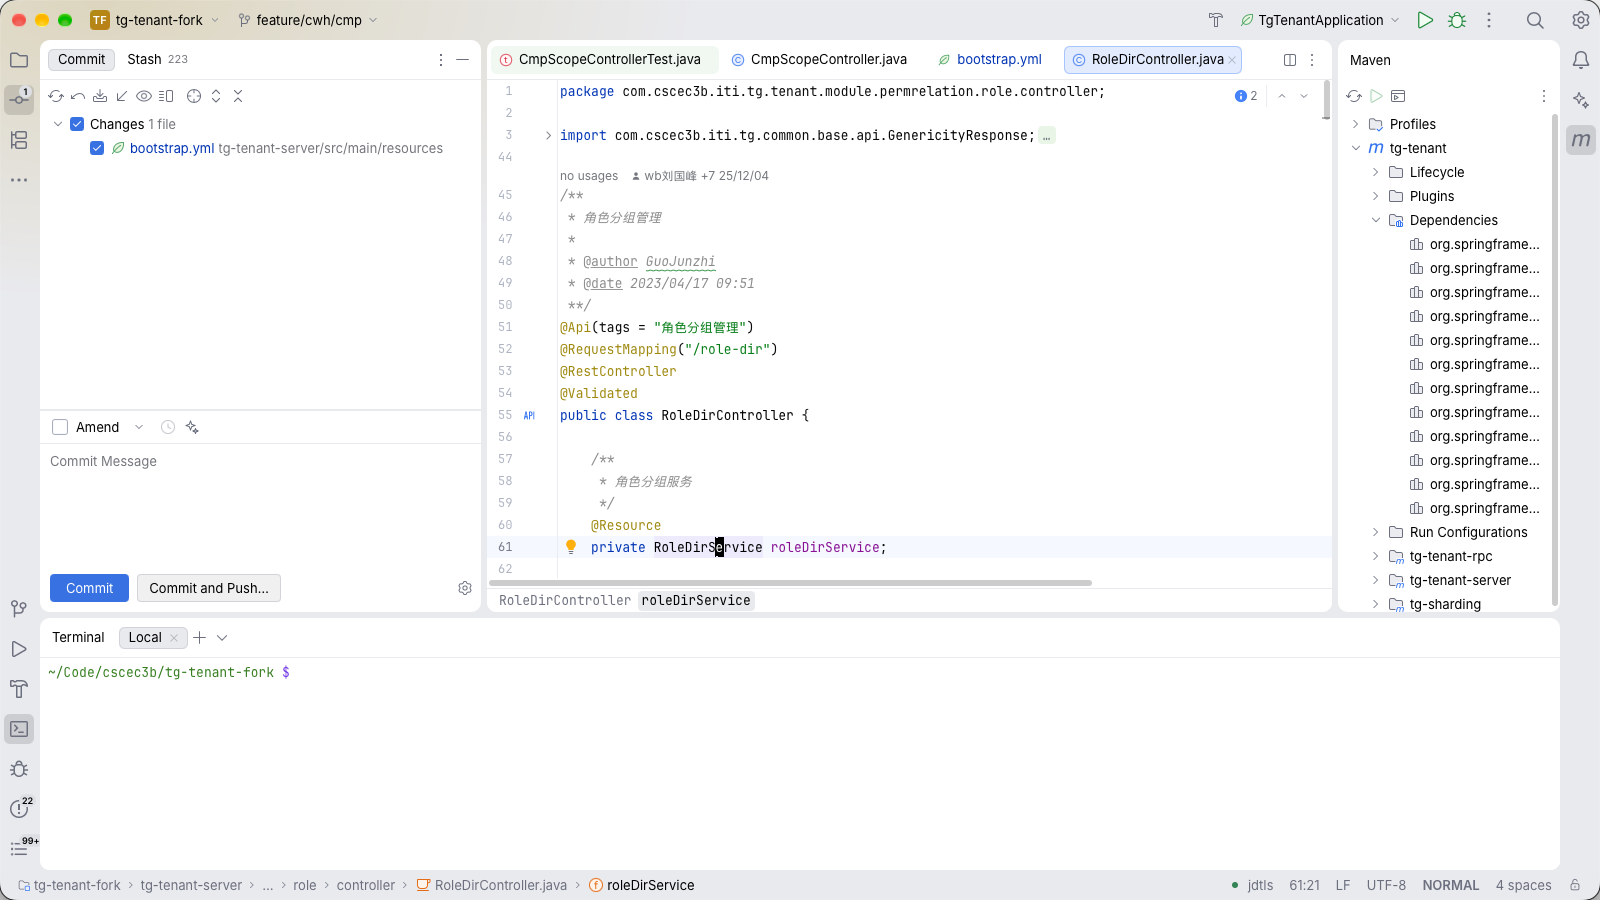 TF tg-tenant-fork feature/cwh/cmp TgTenantApplication
Commit Stash 223
CmpScopeControllerTest.java CmpScopeController.java bootstrap.yml RoleDirController.java
Maven
1
Changes 1 file
bootstrap.yml tg-tenant-server/src/main/resources
Amend
Commit Message
Commit Commit and Push...
1 package com.cscec3b.iti.tg.tenant.module.permrelation.role.controller;
2
2
3 import com.cscec3b.iti.tg.common.base.api.GenericityResponse;...
44
no usages wb刘国峰 +7 25/12/04
45 /**
46 * 角色分组管理
47 *
48 * @author GuoJunzhi
49 * @date 2023/04/17 09:51
50 **/
51 @Api(tags = "角色分组管理")
52 @RequestMapping("/role-dir")
53 @RestController
54 @Validated
55 API public class RoleDirController {
56
57 /**
58 * 角色分组服务
59 */
60 @Resource
61 private RoleDirService roleDirService;
62
RoleDirController roleDirService
Profiles
m tg-tenant
Lifecycle
Plugins
Dependencies
org.springframe...
org.springframe...
org.springframe...
org.springframe...
org.springframe...
org.springframe...
org.springframe...
org.springframe...
org.springframe...
org.springframe...
org.springframe...
org.springframe...
Run Configurations
tg-tenant-rpc
tg-tenant-server
tg-sharding
m
Terminal Local
~/Code/cscec3b/tg-tenant-fork $
22
99+
tg-tenant-fork tg-tenant-server ... role controller RoleDirController.java roleDirService
jdtls 61:21 LF UTF-8 NORMAL 4 spaces